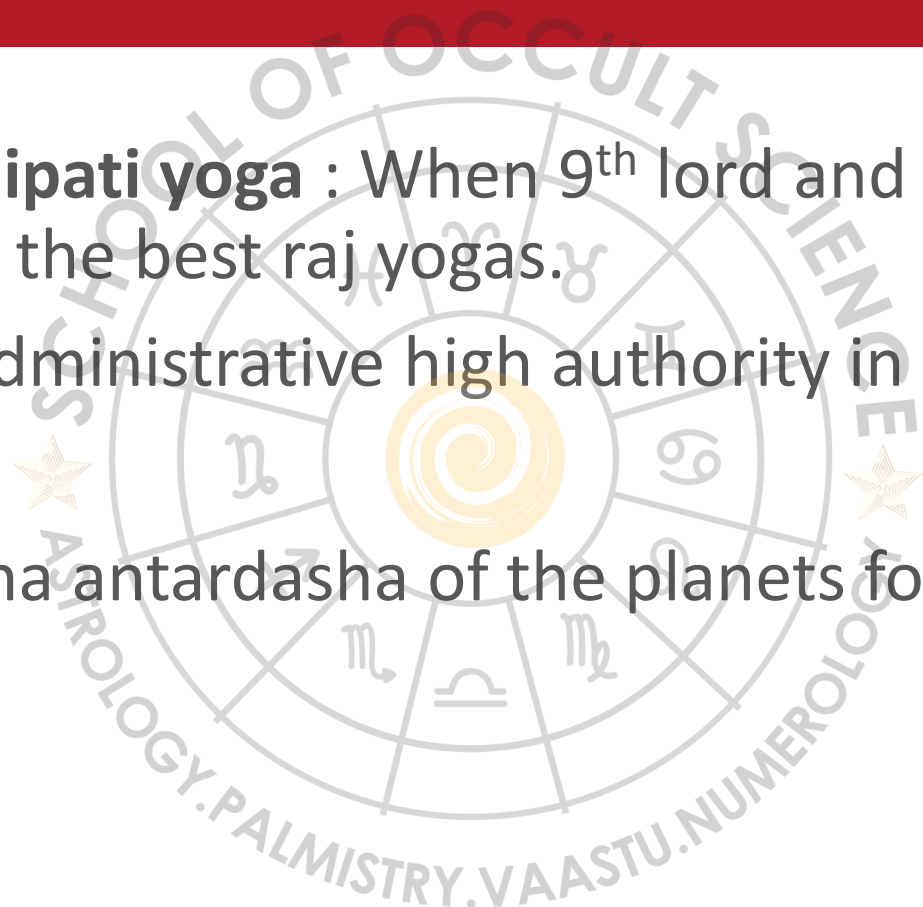 SCHOOL OF OCCULT SCIENCE
ipati yoga : When 9th lord and
the best raj yogas.
dministrative high authority in
na antardasha of the planets fo
ASTROLOGY.PALMISTRY.VAASTU.NUMEROLOGY